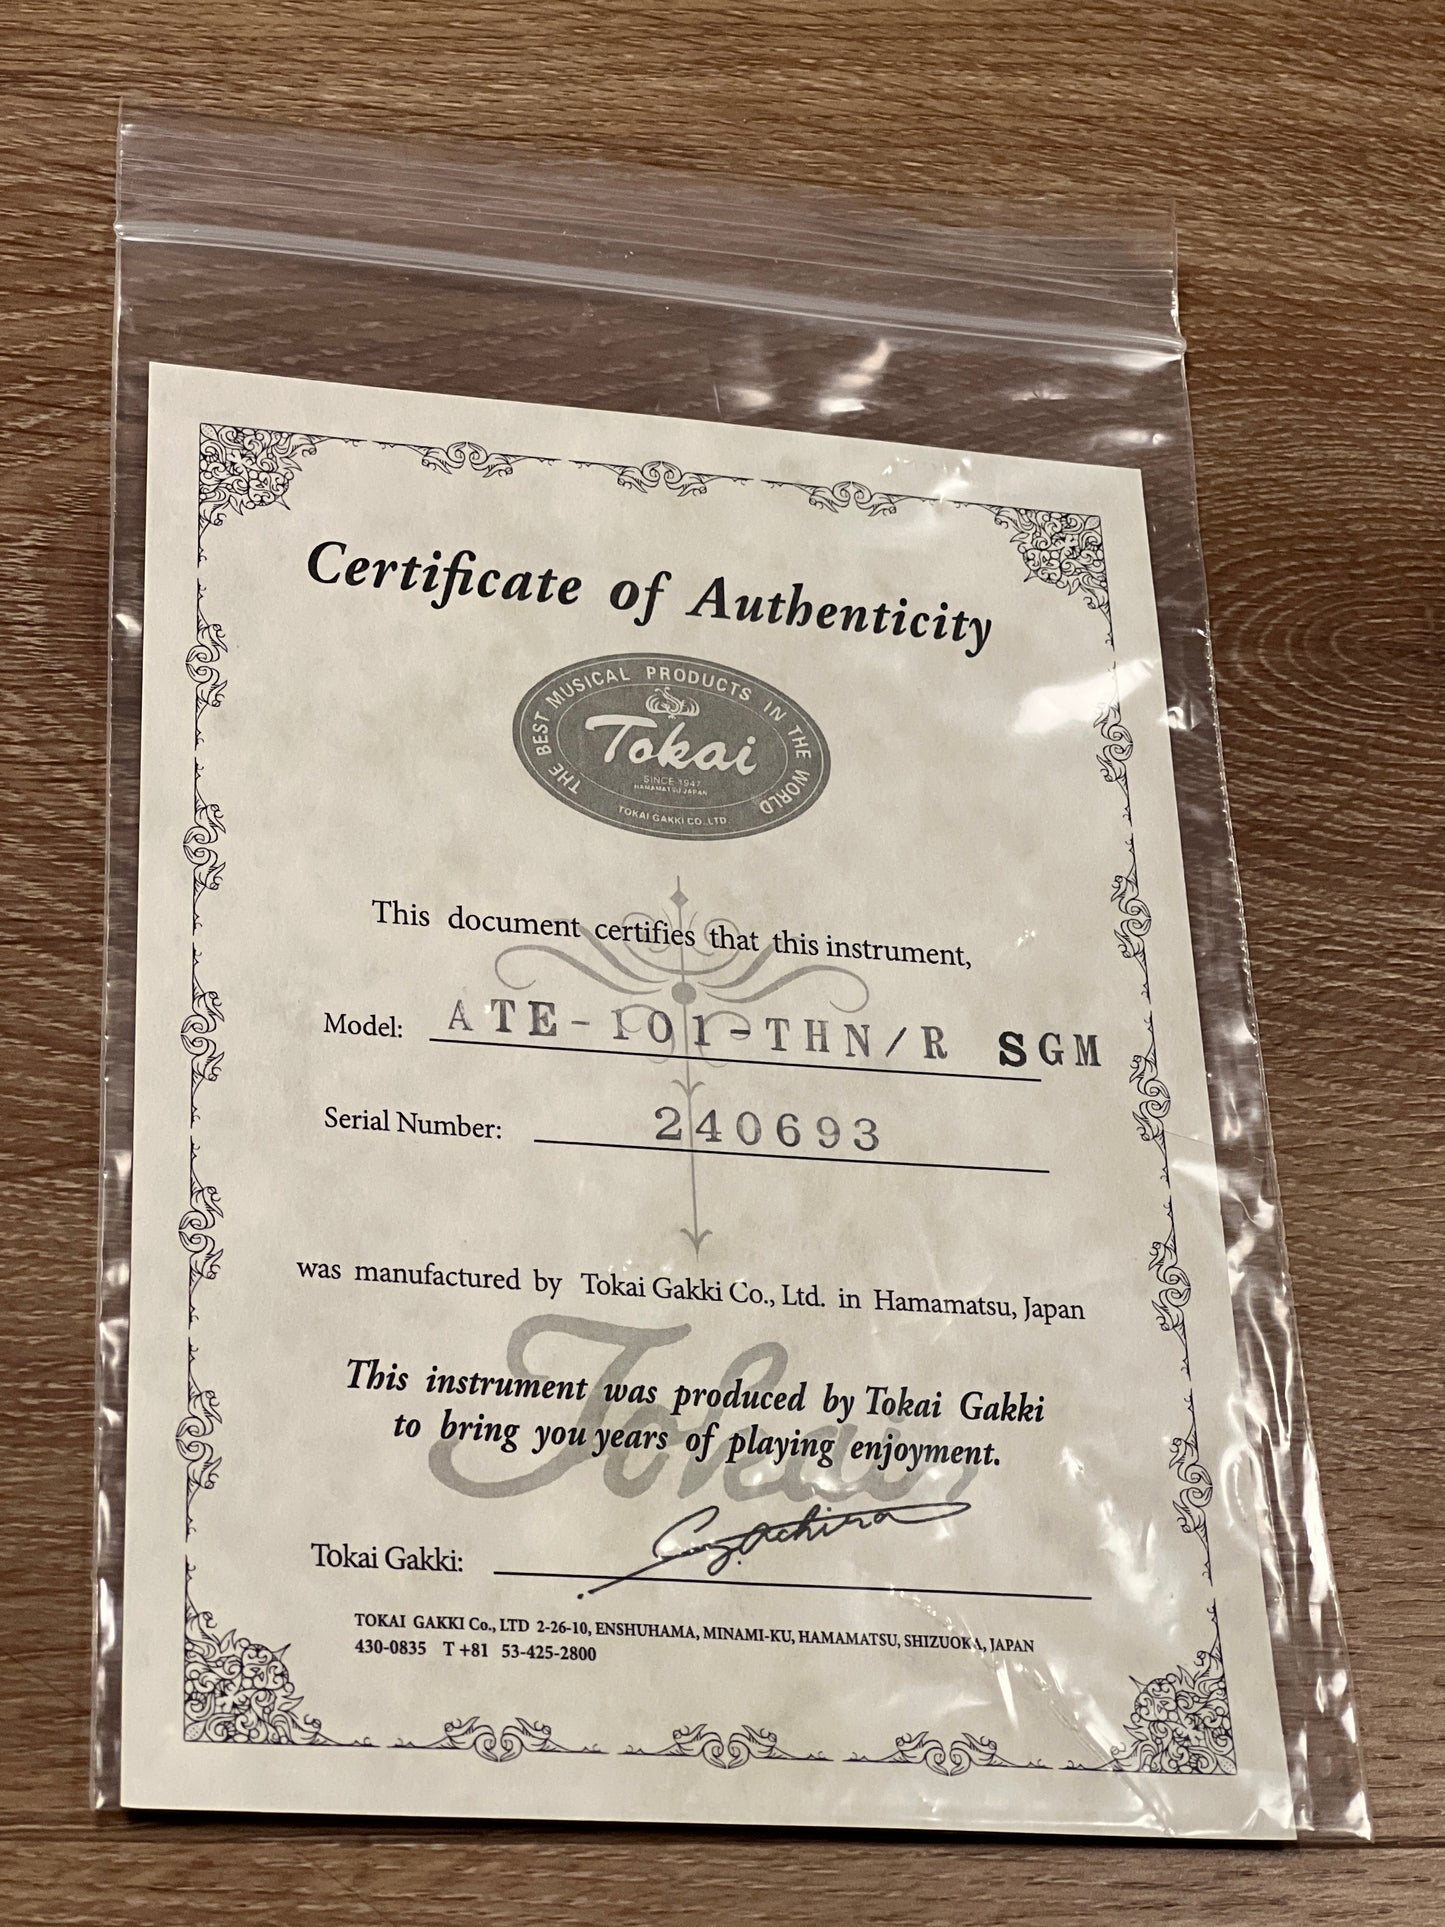 Certificate of Authenticity
THE BEST MUSICAL PRODUCTS IN THE WORLD
Tokai
SINCE 1947
HAMAMATSU JAPAN
TOKAI GAKKI CO.,LTD.
This document certifies that this instrument,
Model: ATE-101-THN/R SGM
Serial Number: 240693
was manufactured by Tokai Gakki Co., Ltd. in Hamamatsu, Japan
Tokai
This instrument was produced by Tokai Gakki
to bring you years of playing enjoyment.
Tokai Gakki:
TOKAI GAKKI Co., LTD 2-26-10, ENSHUHAMA, MINAMI-KU, HAMAMATSU, SHIZUOKA, JAPAN
430-0835 T +81 53-425-2800